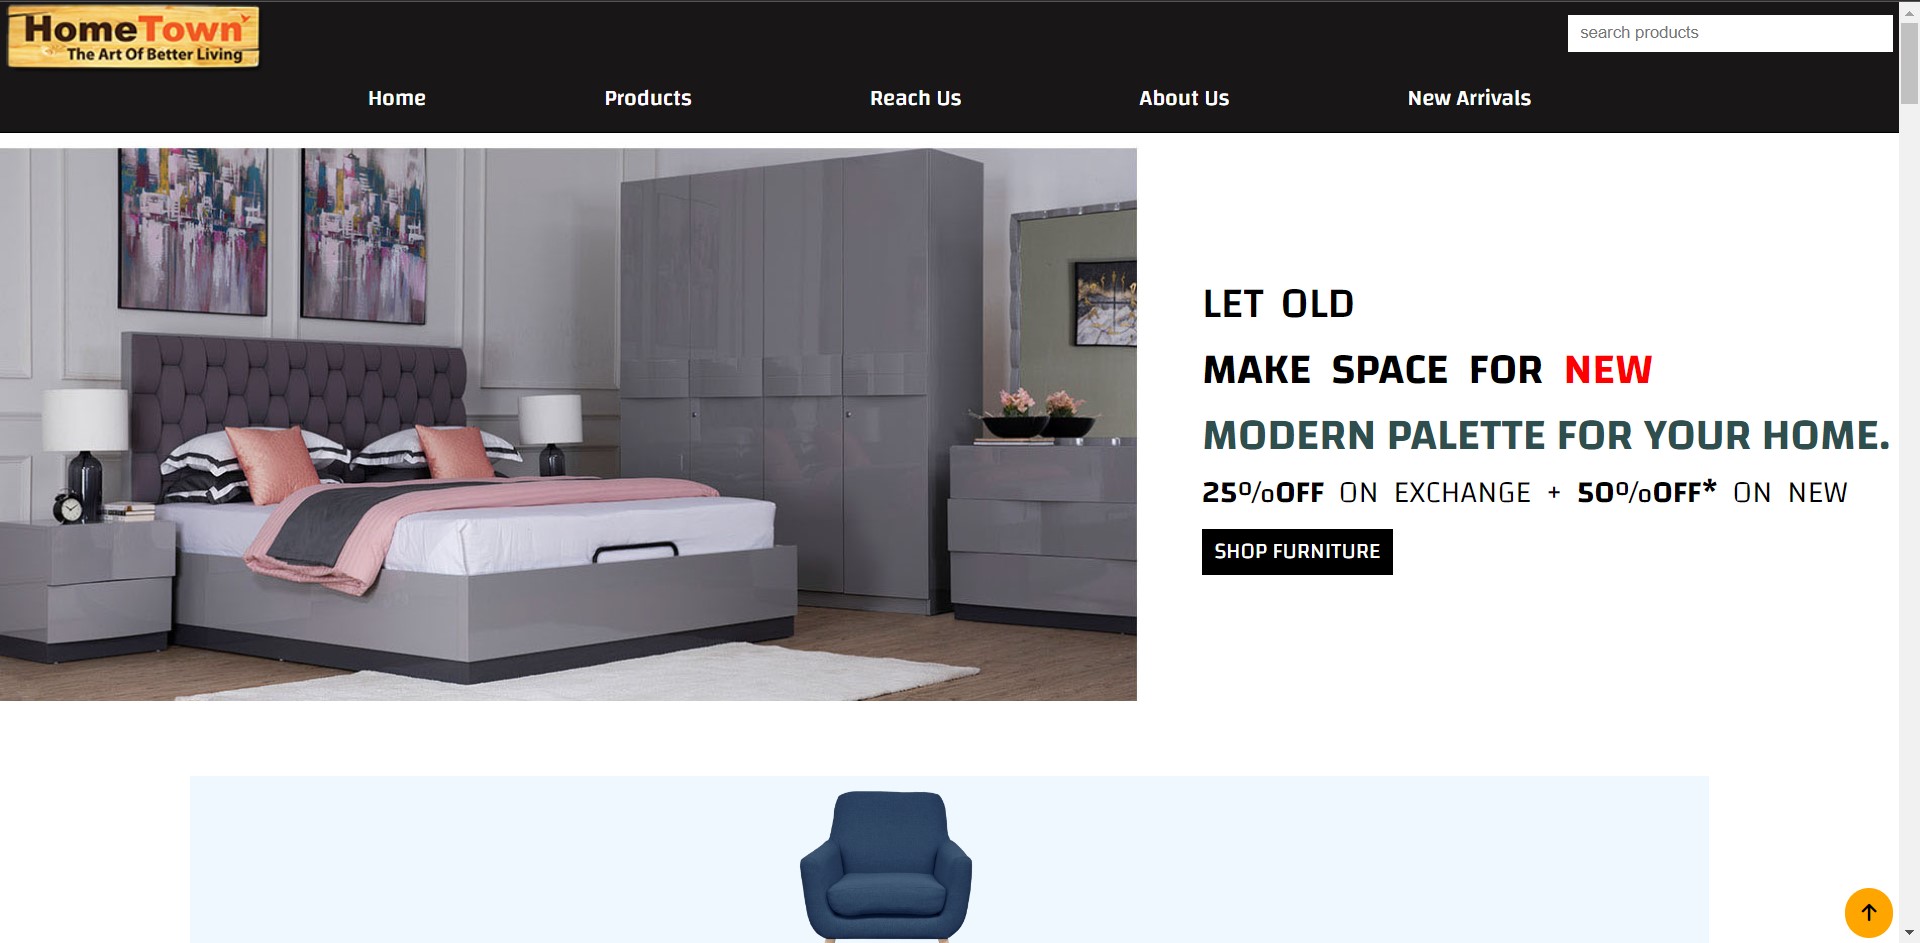 HomeTown
The Art Of Better Living
search products
Home Products Reach Us About Us New Arrivals
LET OLD
MAKE SPACE FOR NEW
MODERN PALETTE FOR YOUR HOME.
25%OFF ON EXCHANGE + 50%OFF* ON NEW
SHOP FURNITURE